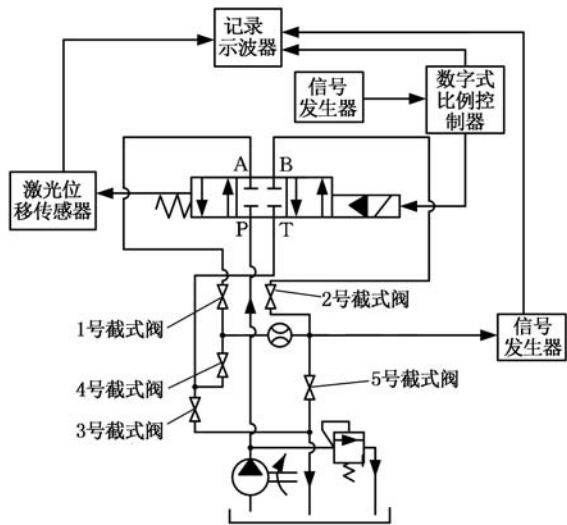 记录
示波器
信号
发生器
数字式
比例控
制器
A
B
激光位
移传感器
P
T
2号截式阀
1号截式阀
信号
发生器
4号截式阀
5号截式阀
3号截式阀